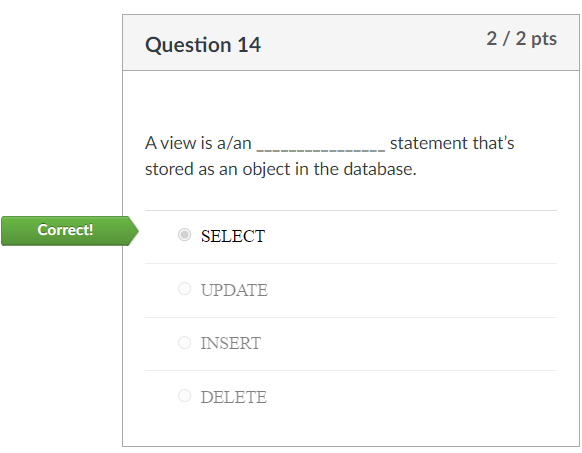 Question 14
2 / 2 pts
A view is a/an ________________ statement that’s
stored as an object in the database.
Correct!
SELECT
UPDATE
INSERT
DELETE